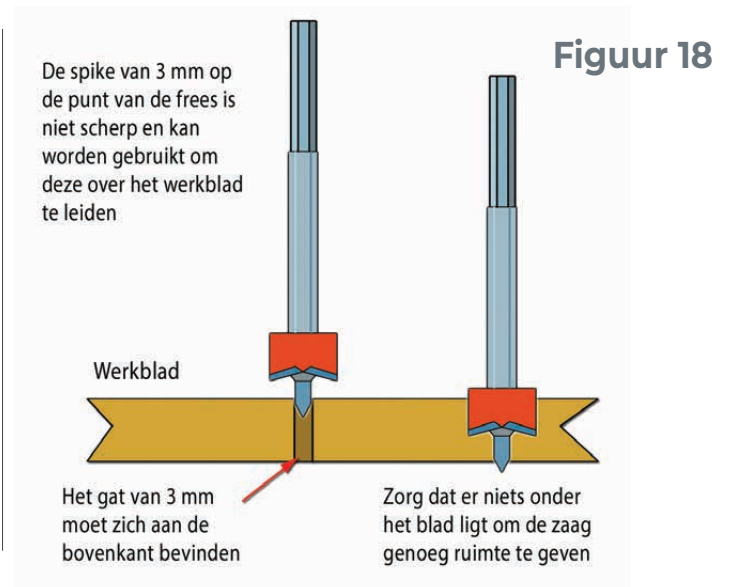 Figuur 18
De spike van 3 mm op
de punt van de frees is
niet scherp en kan
worden gebruikt om
deze over het werkblad
te leiden
Werkblad
Het gat van 3 mm
moet zich aan de
bovenkant bevinden
Zorg dat er niets onder
het blad ligt om de zaag
genoeg ruimte te geven